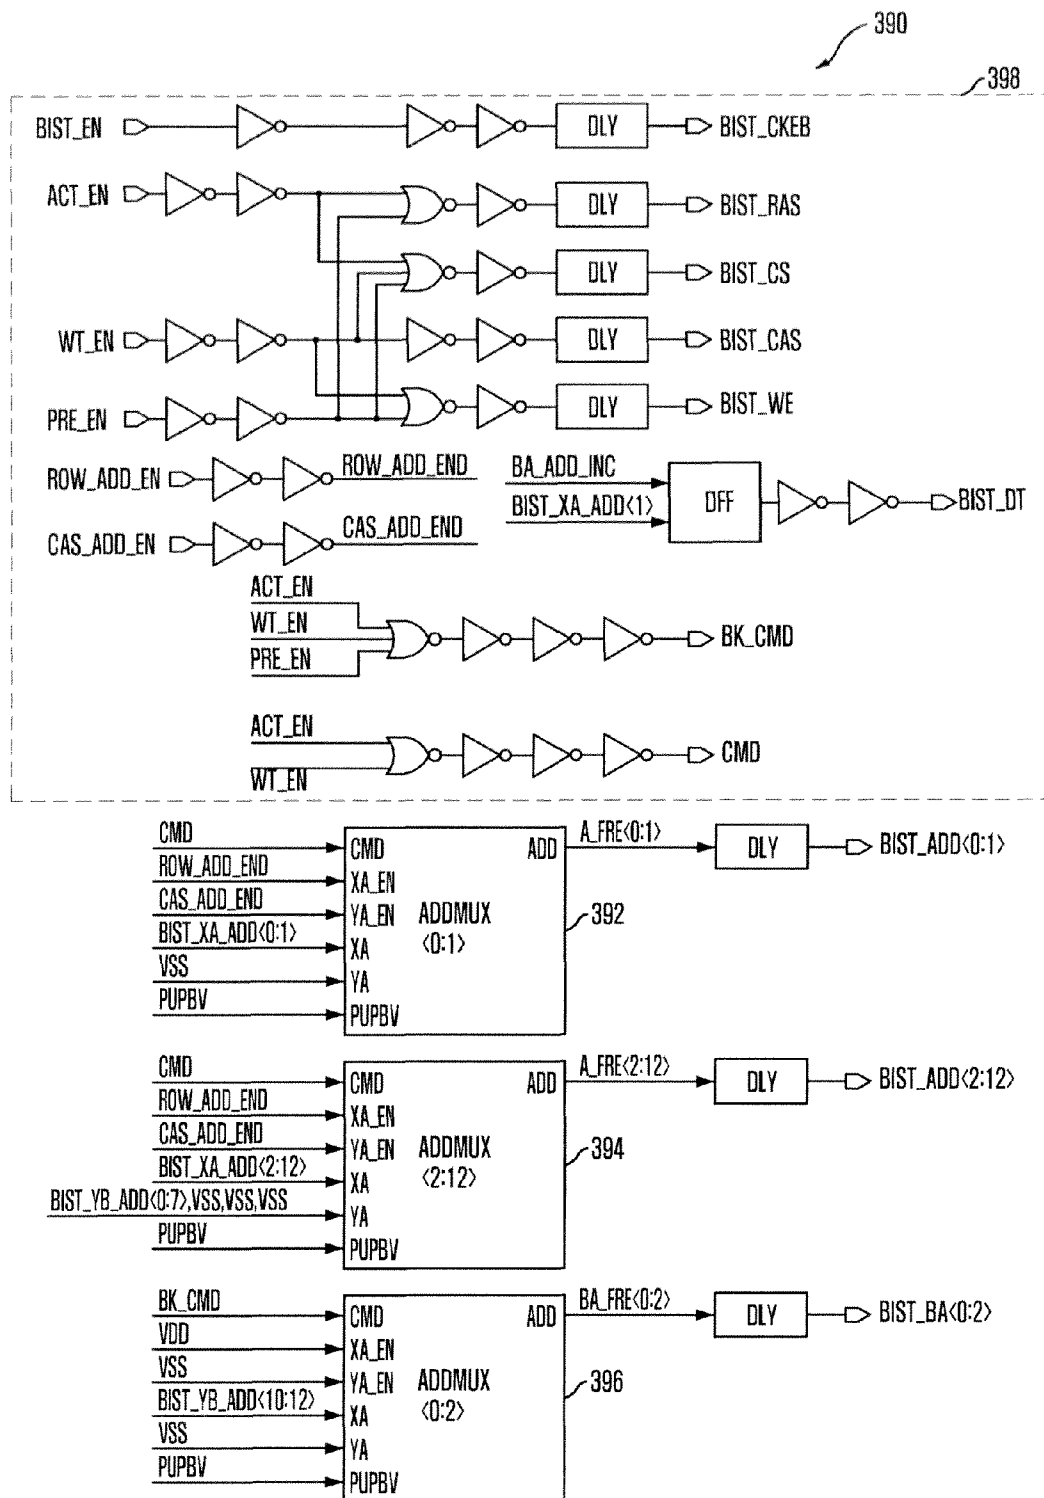 390
398
BIST_EN DLY BIST_CKEB
ACT_EN DLY BIST_RAS
DLY BIST_CS
WT_EN DLY BIST_CAS
PRE_EN DLY BIST_WE
ROW_ADD_EN ROW_ADD_END
BA_ADD_INC
BIST_XA_ADD<1> DFF BIST_DT
CAS_ADD_EN CAS_ADD_END
ACT_EN
WT_EN BK_CMD
PRE_EN
ACT_EN
CMD
WT_EN
CMD CMD ADD A_FRE<0:1> DLY BIST_ADD<0:1>
ROW_ADD_END XA_EN
CAS_ADD_END YA_EN ADDMUX 392
BIST_XA_ADD<0:1> XA <0:1>
VSS YA
PUPBV PUPBV
CMD CMD ADD A_FRE<2:12> DLY BIST_ADD<2:12>
ROW_ADD_END XA_EN
CAS_ADD_END YA_EN ADDMUX 394
BIST_XA_ADD<2:12> XA <2:12>
BIST_YB_ADD<0:7>,VSS,VSS,VSS YA
PUPBV PUPBV
BK_CMD CMD ADD BA_FRE<0:2> DLY BIST_BA<0:2>
VDD XA_EN
VSS YA_EN ADDMUX 396
BIST_YB_ADD<10:12> XA <0:2>
VSS YA
PUPBV PUPBV